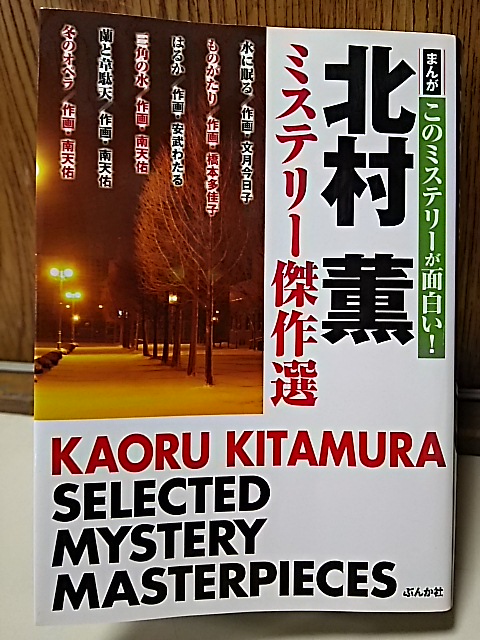 まんが このミステリーが面白い!
北村 薫
ミステリー傑作選
水に眠る/作画・文月今日子
ものがたり/作画・橋本多佳子
はるか/作画・安武わたる
三角の水/作画・南天佑
蘭と韋駄天/作画・南天佑
冬のオペラ/作画・南天佑
KAORU KITAMURA
SELECTED
MYSTERY
MASTERPIECES
ぶんか社